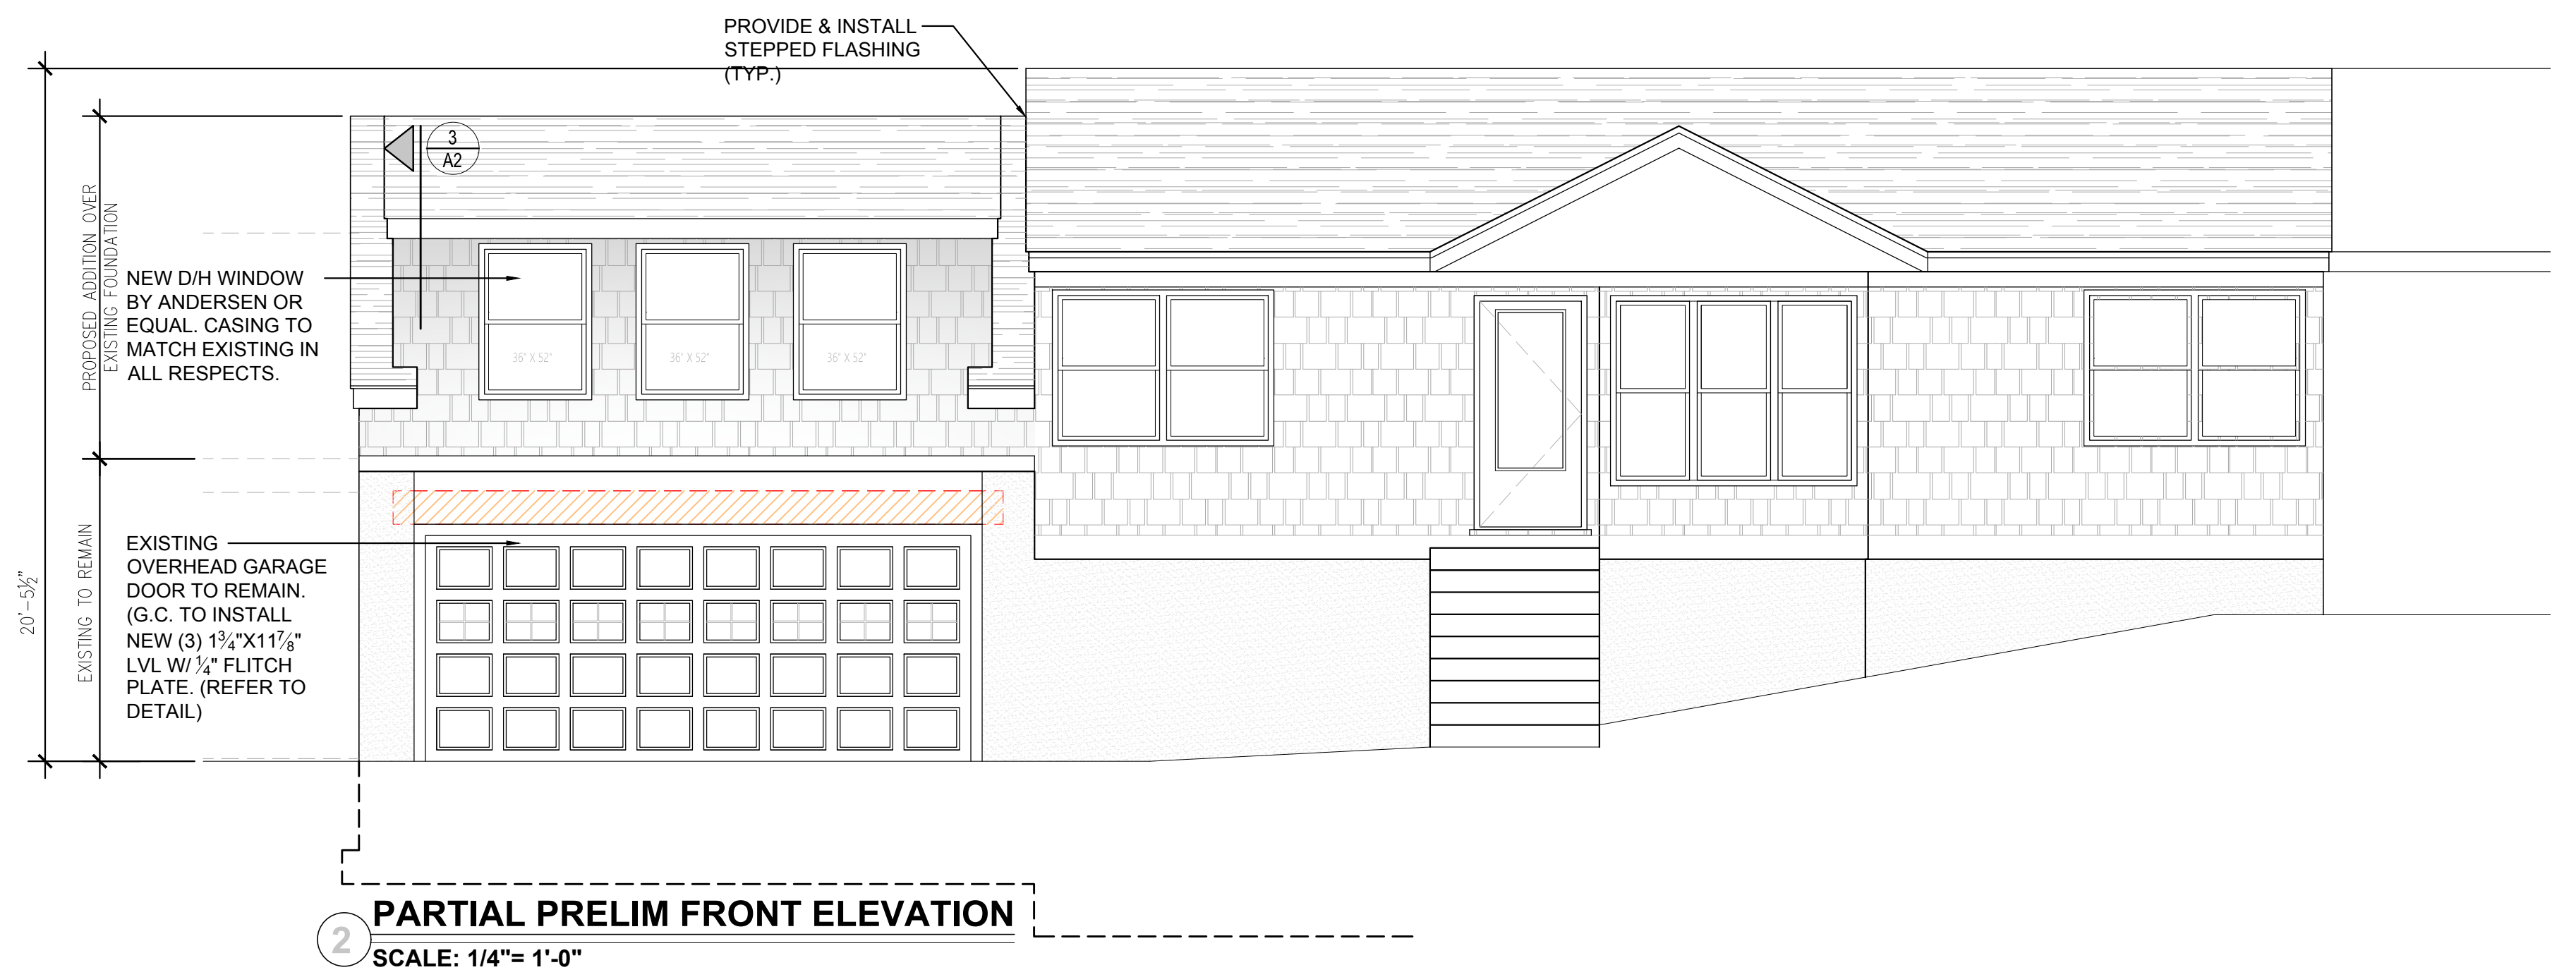 PROVIDE & INSTALL
STEPPED FLASHING
(TYP.)
3
A2
PROPOSED ADDITION OVER
EXISTING FOUNDATION
NEW D/H WINDOW
BY ANDERSEN OR
EQUAL. CASING TO
MATCH EXISTING IN
ALL RESPECTS.
36" X 52"
36" X 52"
36" X 52"
20'-5½"
EXISTING TO REMAIN
EXISTING
OVERHEAD GARAGE
DOOR TO REMAIN.
(G.C. TO INSTALL
NEW (3) 1¾"X11⅞"
LVL W/ ¼" FLITCH
PLATE. (REFER TO
DETAIL)
2
PARTIAL PRELIM FRONT ELEVATION
SCALE: 1/4"= 1'-0"